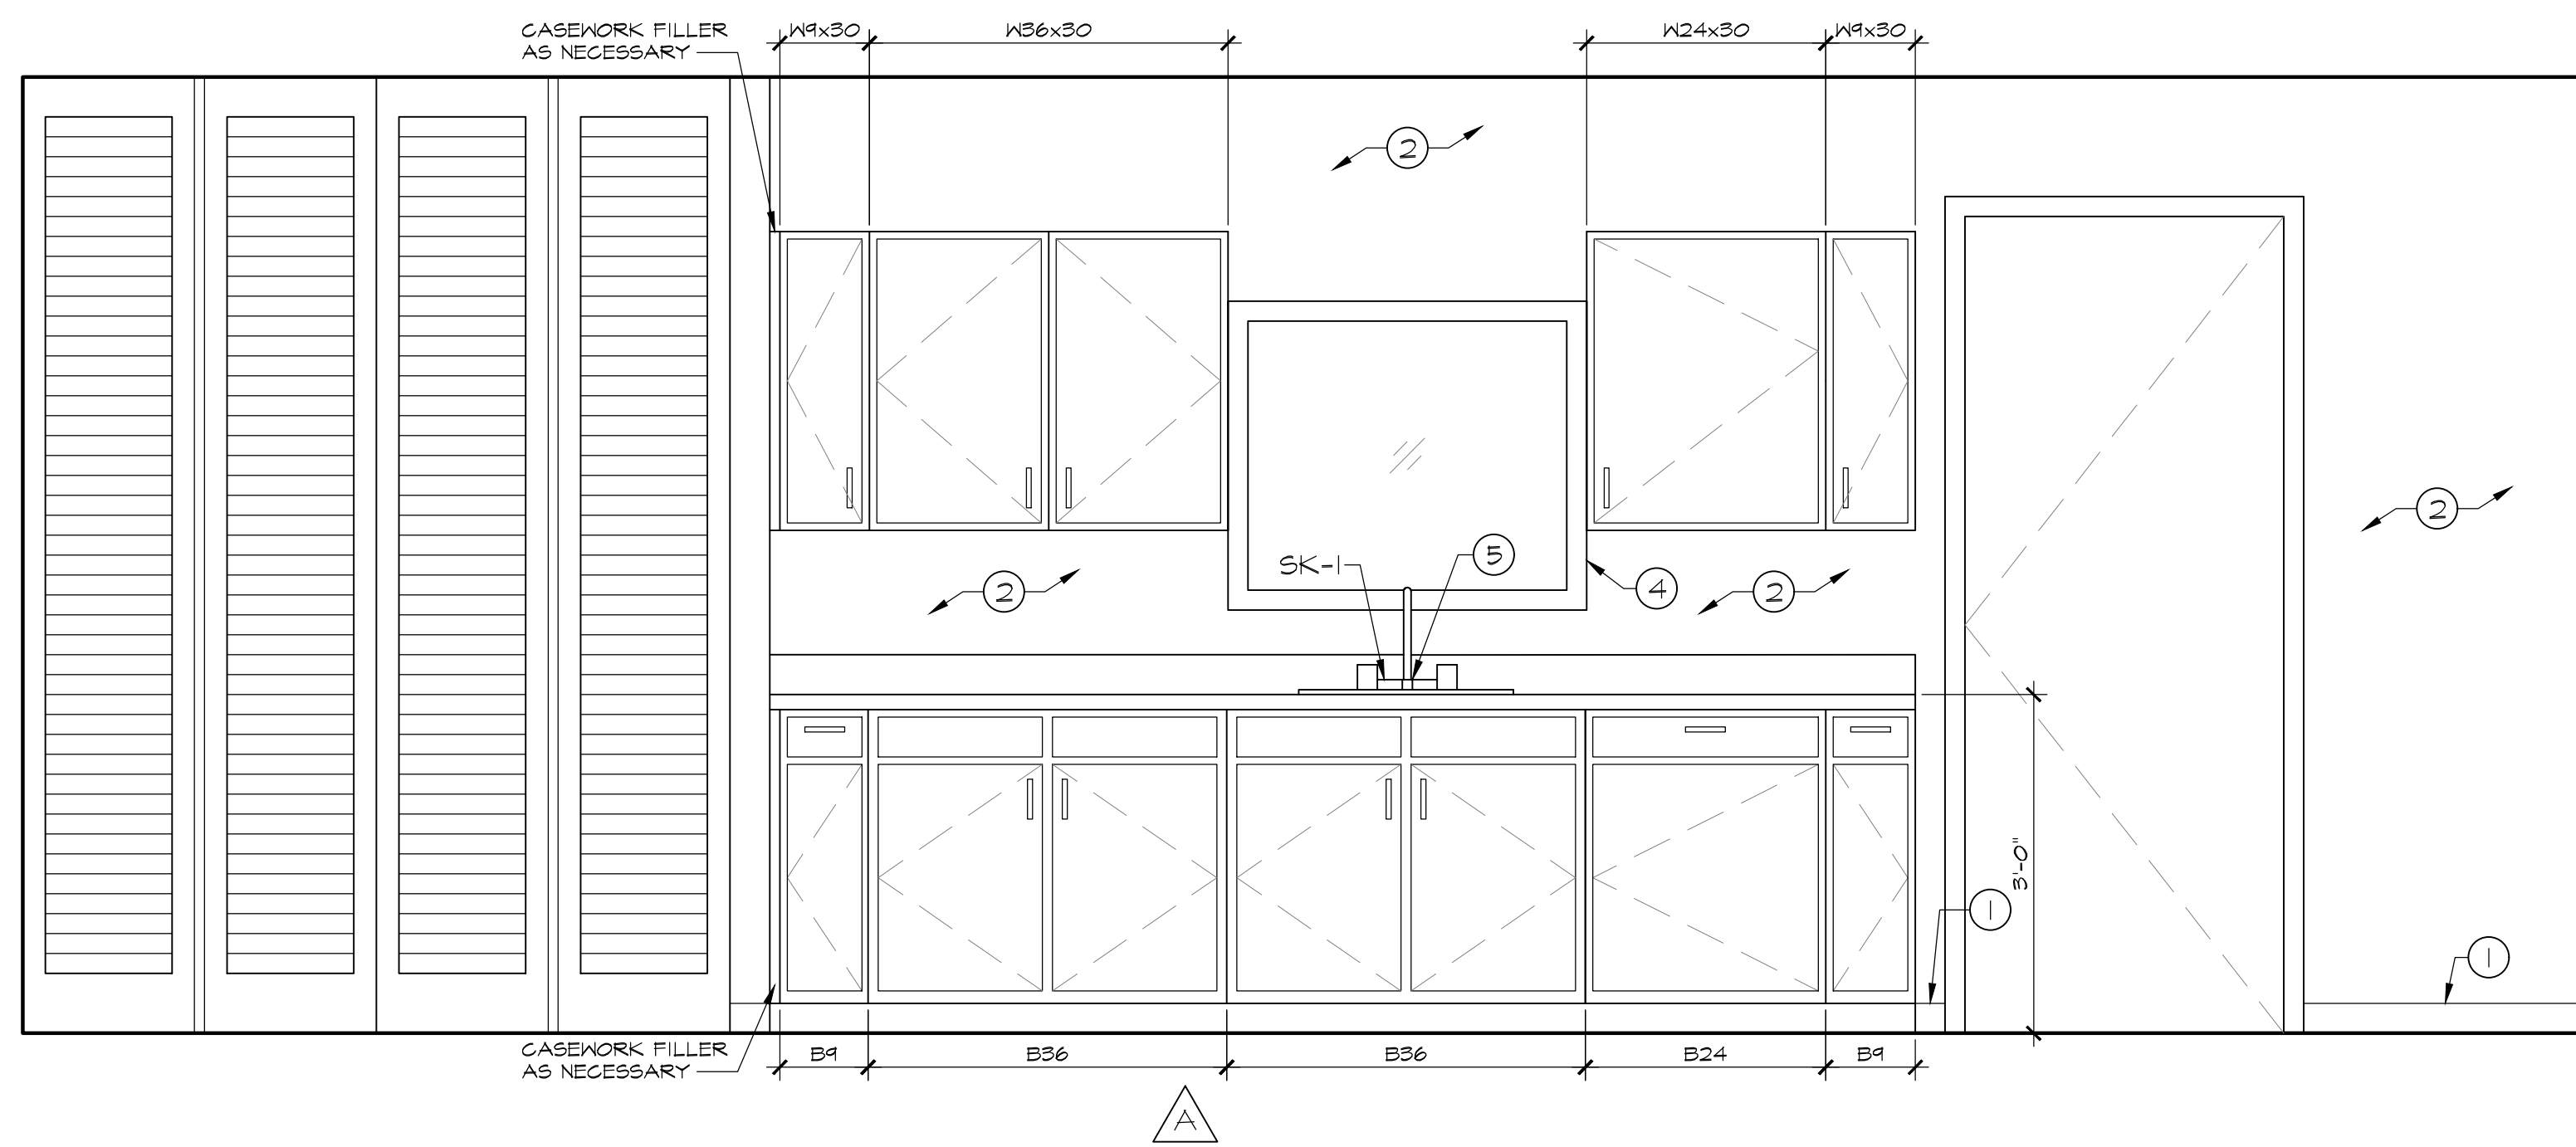 CASEWORK FILLER
AS NECESSARY
W9x30
W36x30
W24x30
W9x30
2
2
5
SK-1
4
2
2
3'-0"
1
1
CASEWORK FILLER
AS NECESSARY
B9
B36
B36
B24
B9
A